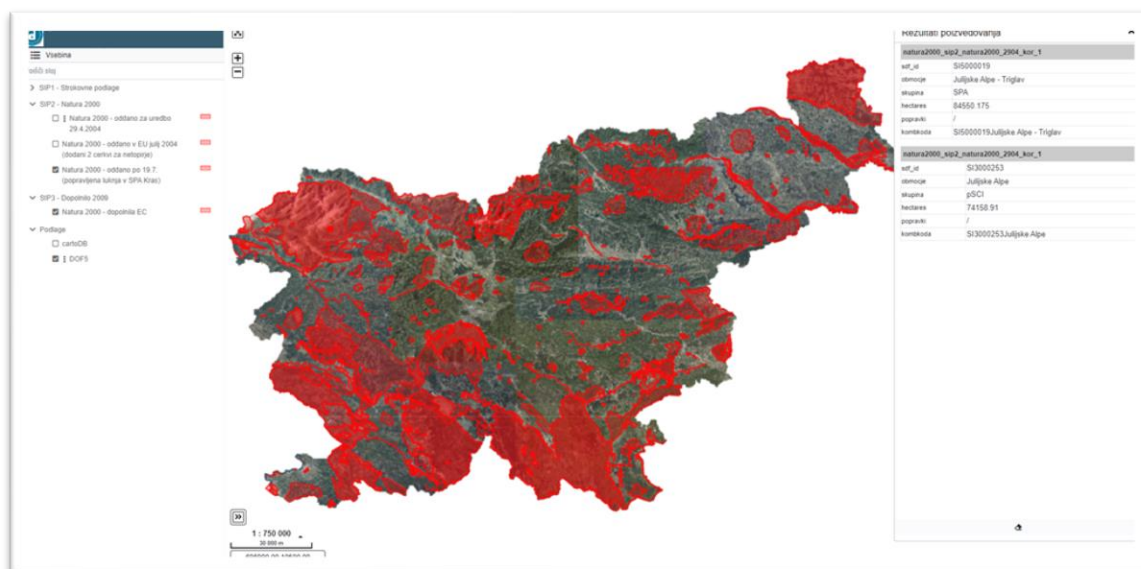 Vsebina
Išči sloj
SIP1 - Strokovne podlage
SIP2 - Natura 2000
Natura 2000 - oddano za uredbo
29.4.2004
Natura 2000 - oddano v EU julij 2004
(dodani 2 cerkvi za netopirje)
Natura 2000 - oddano po 19.7.
(popravljena luknja v SPA Kras)
SIP3 - Dopolnilo 2009
Natura 2000 - dopolnila EC
Podlage
cartoDB
DOF5
1 : 750 000
30 000 m
Rezultati poizvedovanja
natura2000_sip2_natura2000_2904_kor_1
sdf_id SI5000019
obmocje Julijske Alpe - Triglav
skupina SPA
hectares 84550.175
popravki /
kombkoda SI5000019Julijske Alpe - Triglav
natura2000_sip2_natura2000_2904_kor_1
sdf_id SI3000253
obmocje Julijske Alpe
skupina pSCI
hectares 74158.91
popravki /
kombkoda SI3000253Julijske Alpe